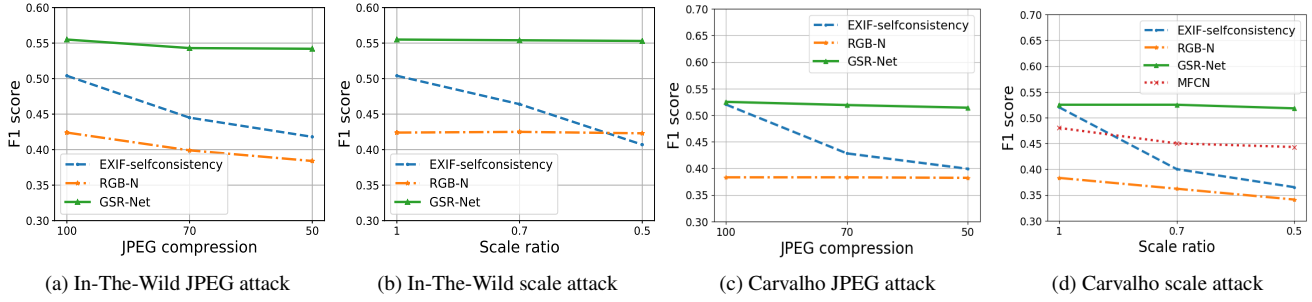 0.60
0.55
0.50
0.45
0.40
0.35
0.30
F1 score
EXIF-selfconsistency
RGB-N
GSR-Net
100
70
50
JPEG compression
(a) In-The-Wild JPEG attack
0.60
0.55
0.50
0.45
0.40
0.35
0.30
F1 score
EXIF-selfconsistency
RGB-N
GSR-Net
1
0.7
0.5
Scale ratio
(b) In-The-Wild scale attack
0.70
0.65
0.60
0.55
0.50
0.45
0.40
0.35
0.30
F1 score
EXIF-selfconsistency
RGB-N
GSR-Net
100
70
50
JPEG compression
(c) Carvalho JPEG attack
0.70
0.65
0.60
0.55
0.50
0.45
0.40
0.35
0.30
F1 score
EXIF-selfconsistency
RGB-N
GSR-Net
MFCN
1
0.7
0.5
Scale ratio
(d) Carvalho scale attack